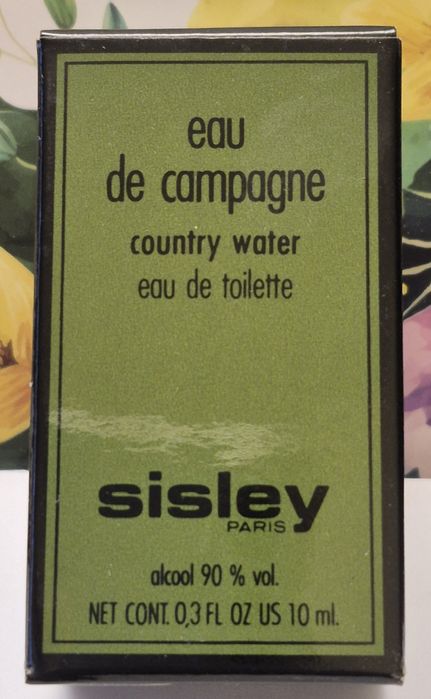 eau
de campagne
country water
eau de toilette
sisley
PARIS
alcool 90 % vol.
NET CONT. 0,3 FL OZ US 10 ml.